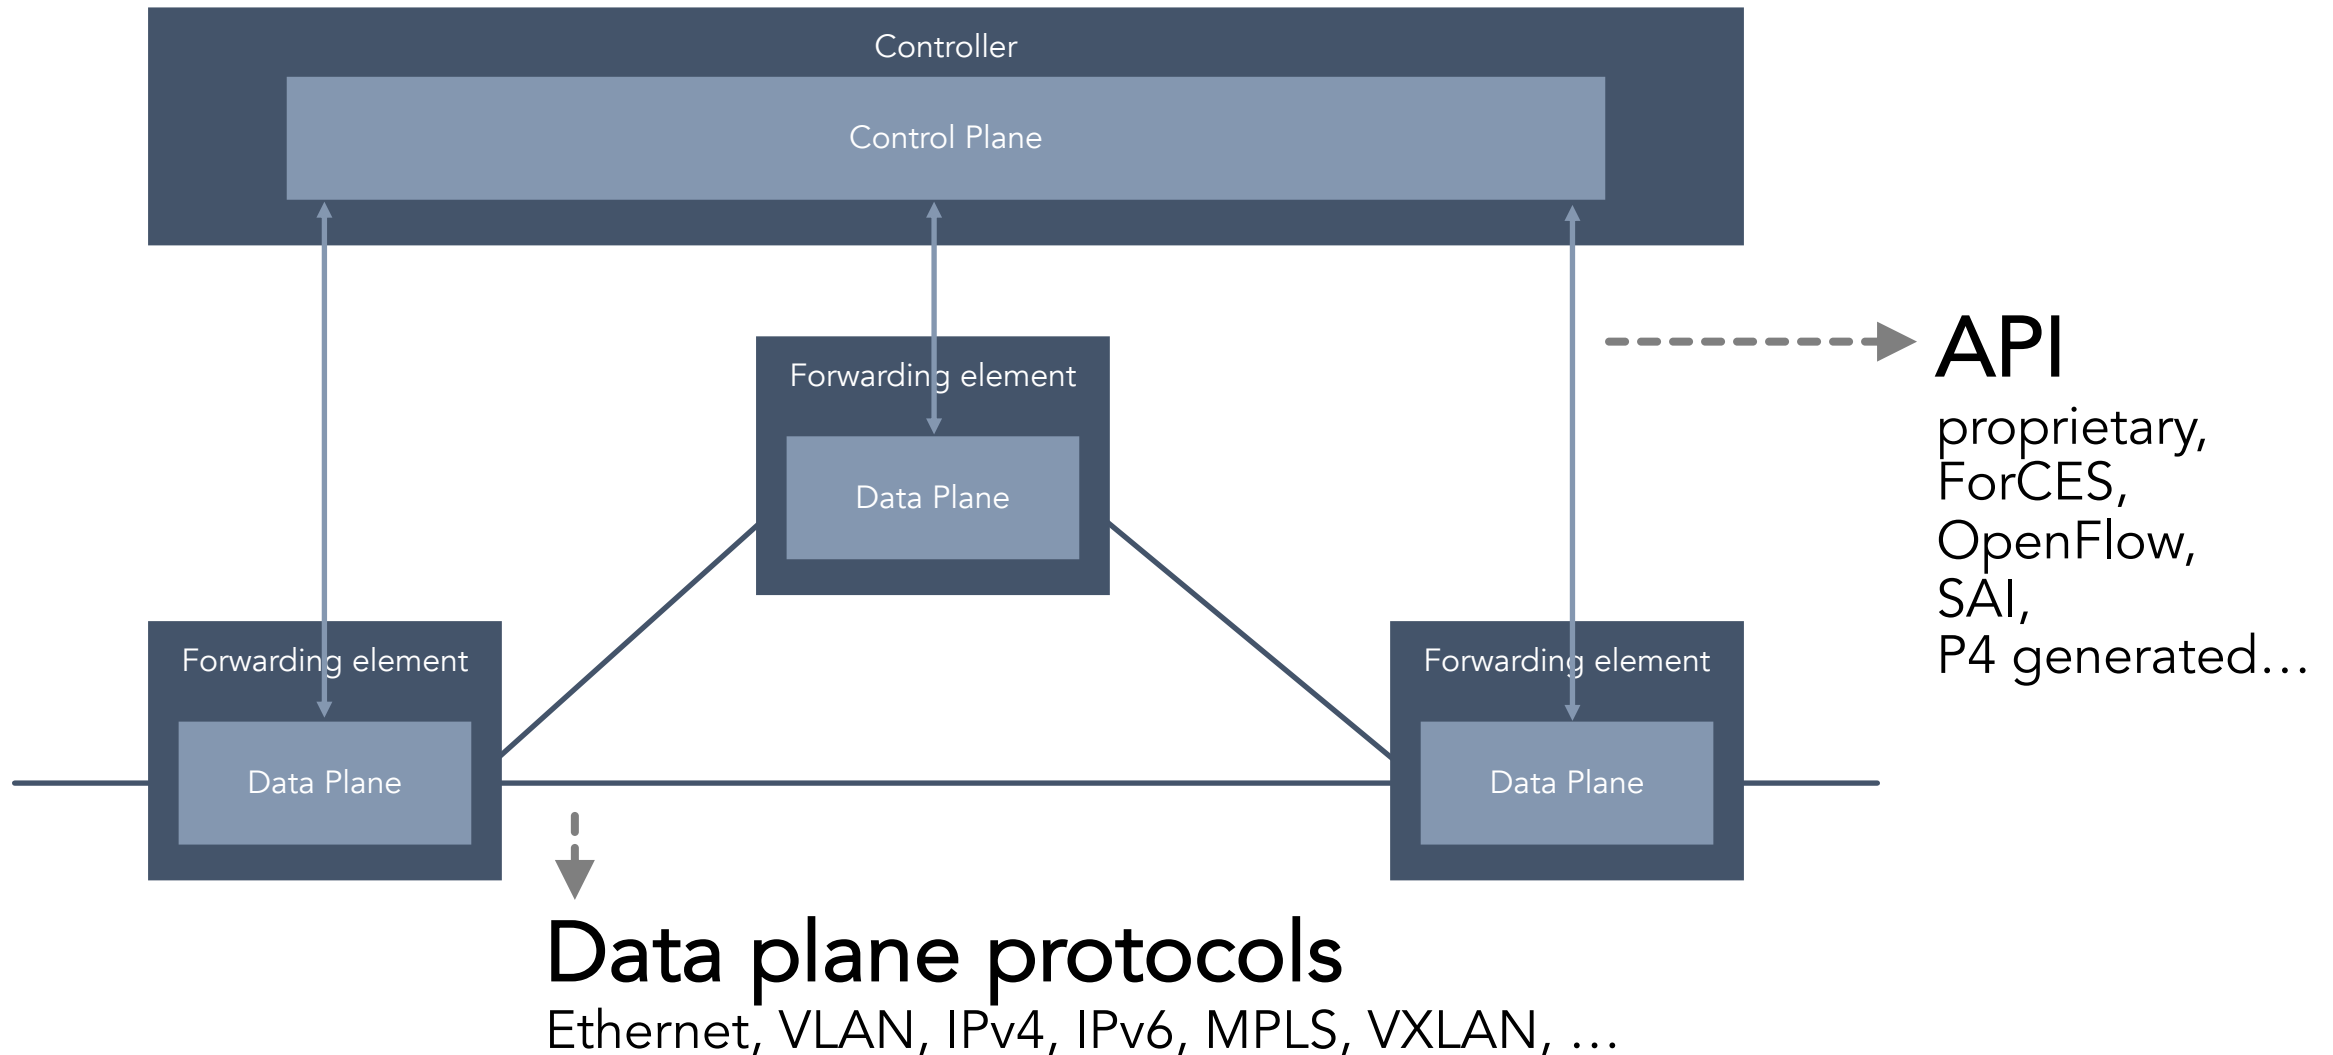 Controller
Control Plane
Forwarding element
Data Plane
API
proprietary,
ForCES,
OpenFlow,
SAI,
P4 generated…
Forwarding element
Data Plane
Forwarding element
Data Plane
Data plane protocols
Ethernet, VLAN, IPv4, IPv6, MPLS, VXLAN, …